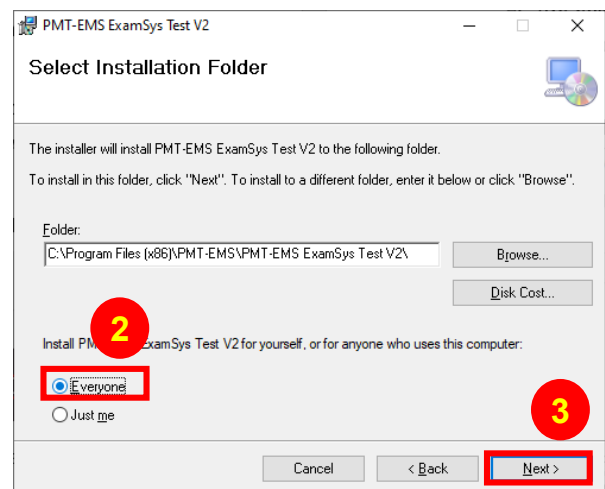 PMT-EMS ExamSys Test V2
Select Installation Folder
The installer will install PMT-EMS ExamSys Test V2 to the following folder.
To install in this folder, click "Next". To install to a different folder, enter it below or click "Browse".
Folder:
C:\Program Files (x86)\PMT-EMS\PMT-EMS ExamSys Test V2\
Browse...
Disk Cost...
2
Install PM ExamSys Test V2 for yourself, or for anyone who uses this computer:
Everyone
Just me
3
Cancel
< Back
Next >